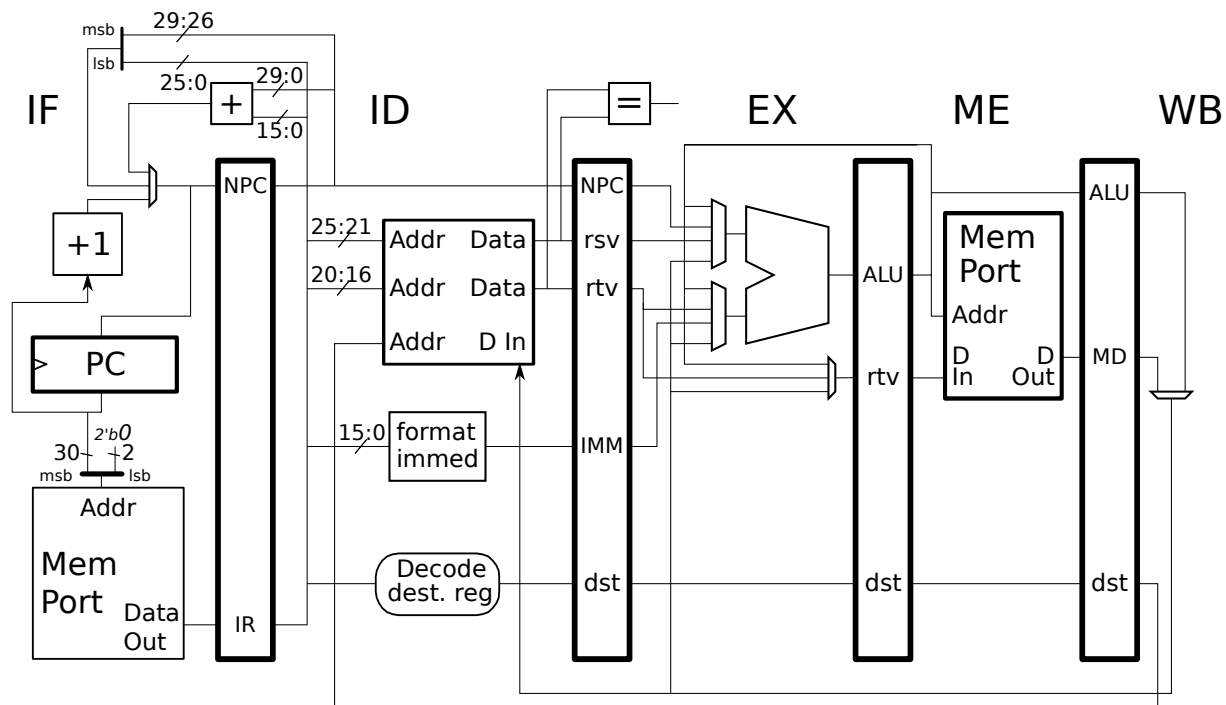 29:26
msb
lsb
25:0
29:0
15:0
+
=
IF
ID
EX
ME
WB
NPC
NPC
ALU
+1
25:21
Addr
Data
rsv
20:16
Addr
Data
rtv
ALU
Mem
Port
Addr
Addr
D In
PC
D
In
D
Out
MD
rtv
15:0
format
immed
IMM
2'b0
30
2
msb
lsb
Addr
Mem
Port
Data
Out
IR
Decode
dest. reg
dst
dst
dst